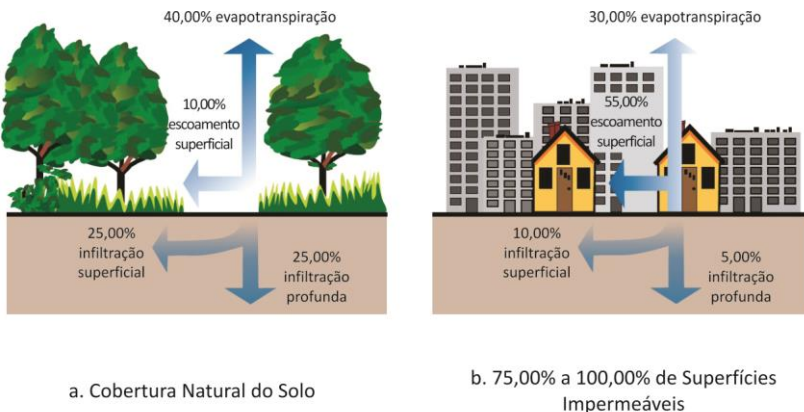 40,00% evapotranspiração
10,00%
escoamento
superficial
25,00%
infiltração
superficial
25,00%
infiltração
profunda
a. Cobertura Natural do Solo
30,00% evapotranspiração
55,00%
escoamento
superficial
10,00%
infiltração
superficial
5,00%
infiltração
profunda
b. 75,00% a 100,00% de Superfícies
Impermeáveis